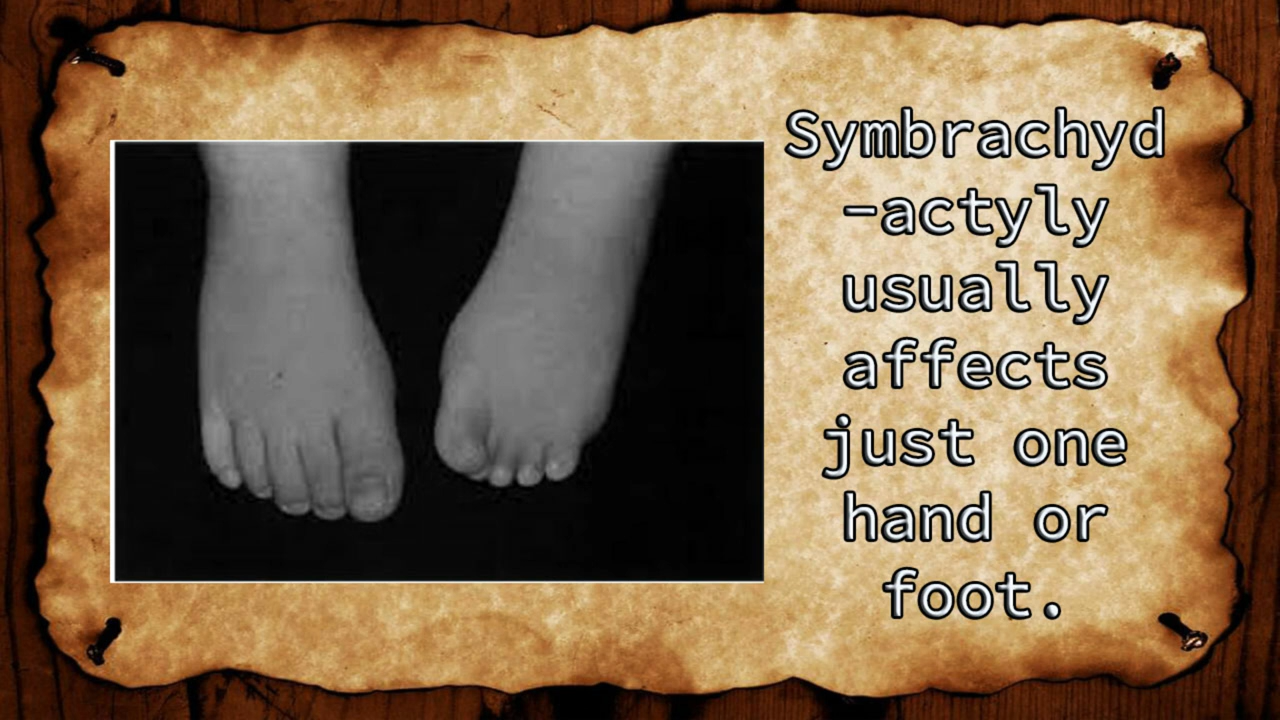 Symbrachyd
-actyly
usually
affects
just one
hand or
foot.